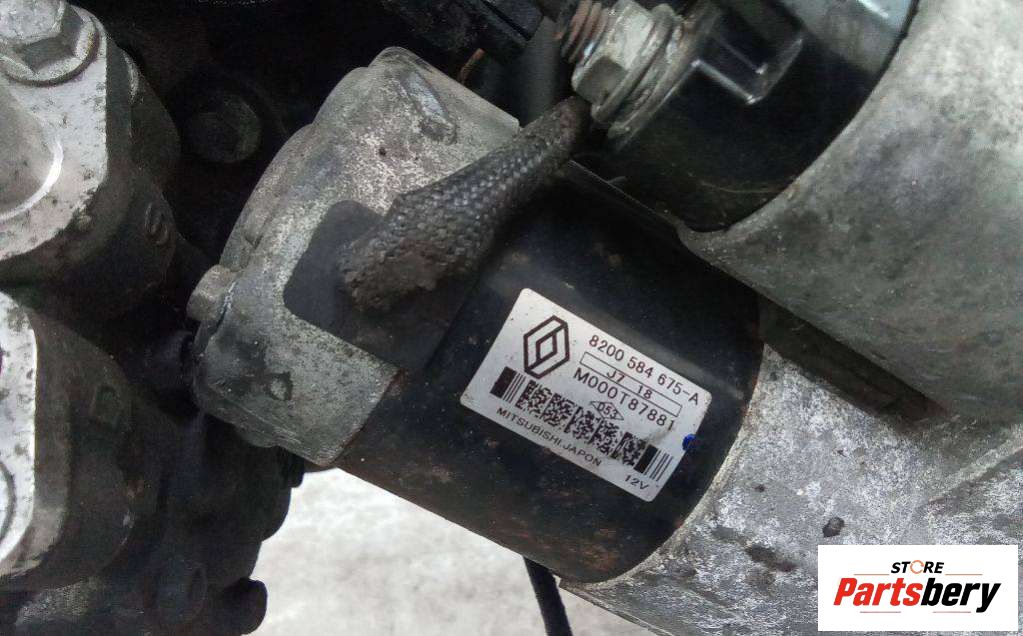 8200 584 675-A
J7 18
M000T87881
053
MITSUBISHI JAPON
12V
STORE
Partsbery